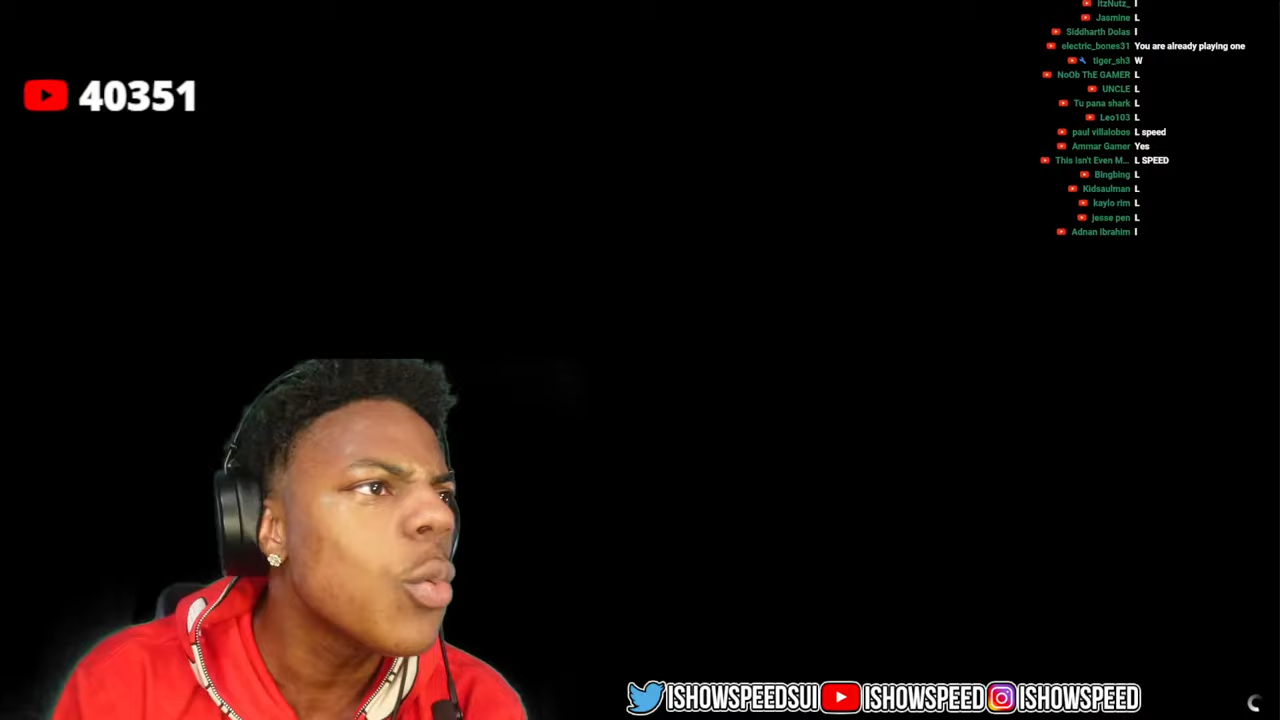 ItzNutz_ l
Jasmine L
Siddharth Dolas l
electric_bones31 You are already playing one
tiger_sh3 W
40351
NoOb ThE GAMER L
UNCLE L
Tu pana shark L
Leo103 L
paul villalobos L speed
Ammar Gamer Yes
This Isn't Even M... L SPEED
Bingbing L
Kidsaulman L
kaylo rim L
jesse pen L
Adnan ibrahim l
ISHOWSPEEDSUI ISHOWSPEED ISHOWSPEED